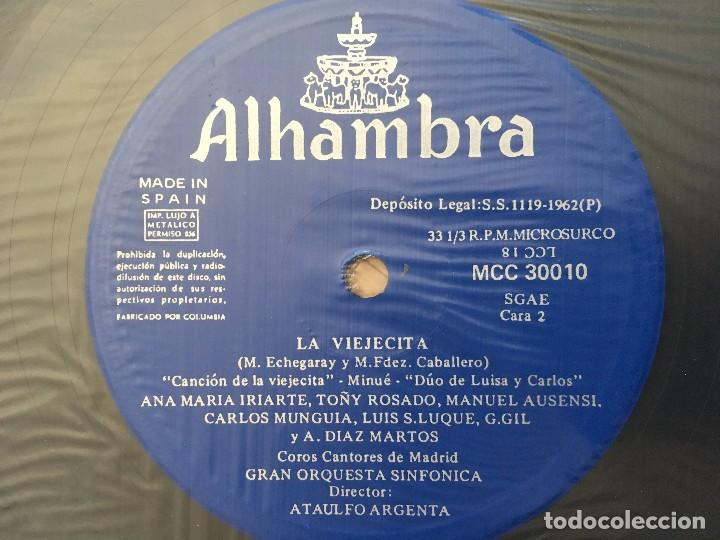 Alhambra
MADE IN
SPAIN
IMP. LUJO A
METALICO
PERMISO 056
Prohibida la duplicación,
ejecución pública y radio-
difusión de este disco, sin
autorización de sus res-
pectivos propietarios.
FABRICADO POR COLUMBIA
Depósito Legal:S.S.1119-1962(P)
33 1/3 R.P.M.MICROSURCO
LCC 18
MCC 30010
SGAE
Cara 2
LA VIEJECITA
(M. Echegaray y M.Fdez. Caballero)
"Canción de la viejecita" - Minué - "Dúo de Luisa y Carlos"
ANA MARIA IRIARTE, TOÑY ROSADO, MANUEL AUSENSI,
CARLOS MUNGUIA, LUIS S.LUQUE, G.GIL
y A. DIAZ MARTOS
Coros Cantores de Madrid
GRAN ORQUESTA SINFONICA
Director:
ATAULFO ARGENTA
todocoleccion